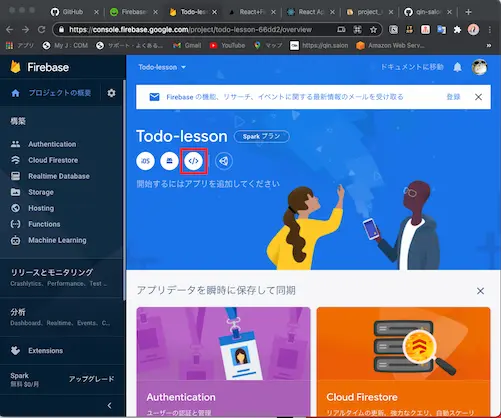 GitHub
Firebase
Todo-less
React+F
React Ap
project_
qin-salon
https://console.firebase.google.com/project/todo-lesson-66dd2/overview
アプリ
My
SC
サポート - よくある...
Gmail
マップ
https://qin.salon
Amazon Web Serv...
Firebase
Todo-lesson
ドキュメントに移動
プロジェクトの概要
Firebase の機能、リサーチ、イベントに関する最新情報のメールを受け取る
登録
構築
Authentication
Cloud Firestore
Realtime Database
Storage
Hosting
Functions
Machine Learning
Todo-lesson
Spark プラン
iOS
開始するにはアプリを追加してください
リリースとモニタリング
Crashlytics、Performance、Test ...
分析
Dashboard、Realtime、Events、C...
Extensions
Spark
無料 $0/月
アップグレード
アプリデータを瞬時に保存して同期
Authentication
ユーザーの認証と管理
Cloud Firestore
リアルタイムの更新、強力なクエリ、自動スケーリ